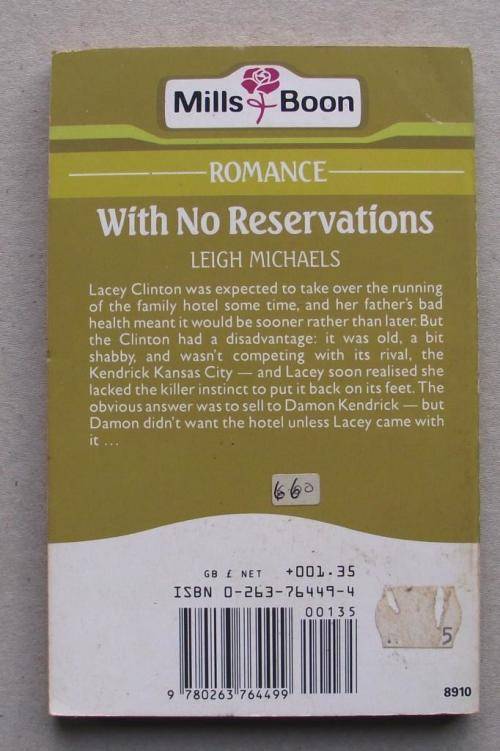 Mills & Boon
ROMANCE
With No Reservations
LEIGH MICHAELS
Lacey Clinton was expected to take over the running
of the family hotel some time, and her father's bad
health meant it would be sooner rather than later. But
the Clinton had a disadvantage: it was old, a bit
shabby, and wasn't competing with its rival, the
Kendrick Kansas City — and Lacey soon realised she
lacked the killer instinct to put it back on its feet. The
obvious answer was to sell to Damon Kendrick — but
Damon didn't want the hotel unless Lacey came with
it ...
GB £ NET +001.35
ISBN 0-263-76449-4
00135
9 780263 764499
5
8910